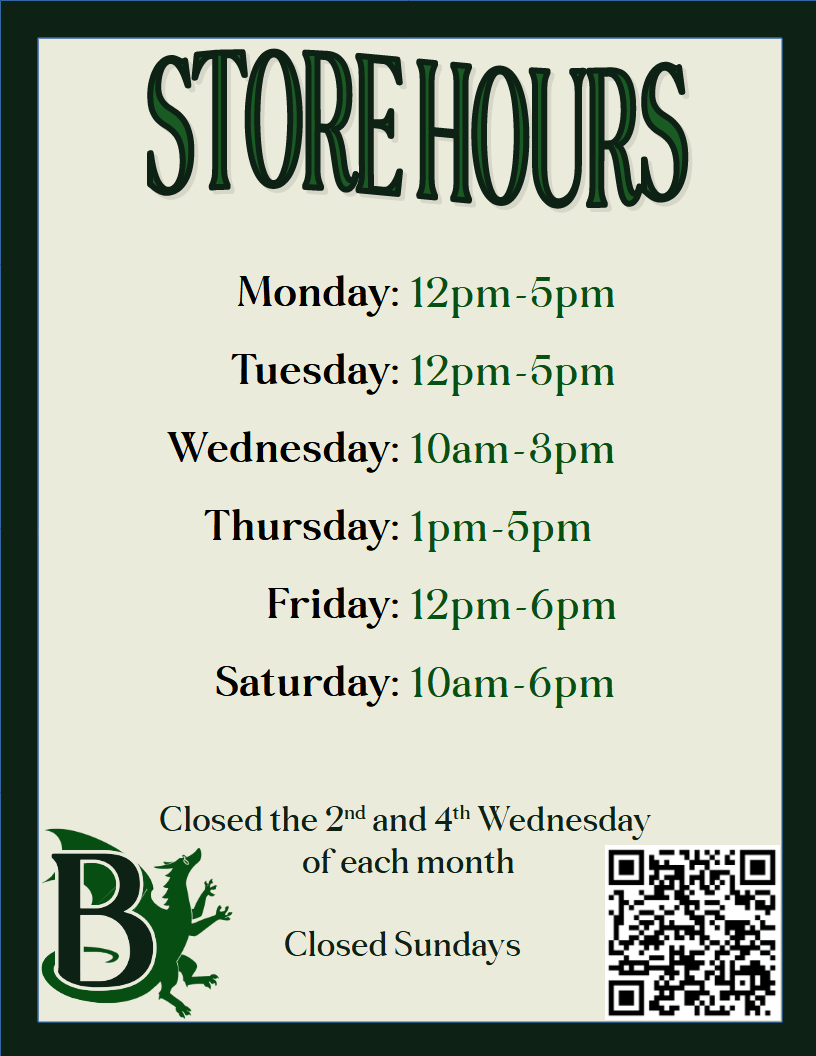 STORE HOURS
Monday: 12pm-5pm
Tuesday: 12pm-5pm
Wednesday: 10am-3pm
Thursday: 1pm-5pm
Friday: 12pm-6pm
Saturday: 10am-6pm
Closed the 2nd and 4th Wednesday
of each month
Closed Sundays
B